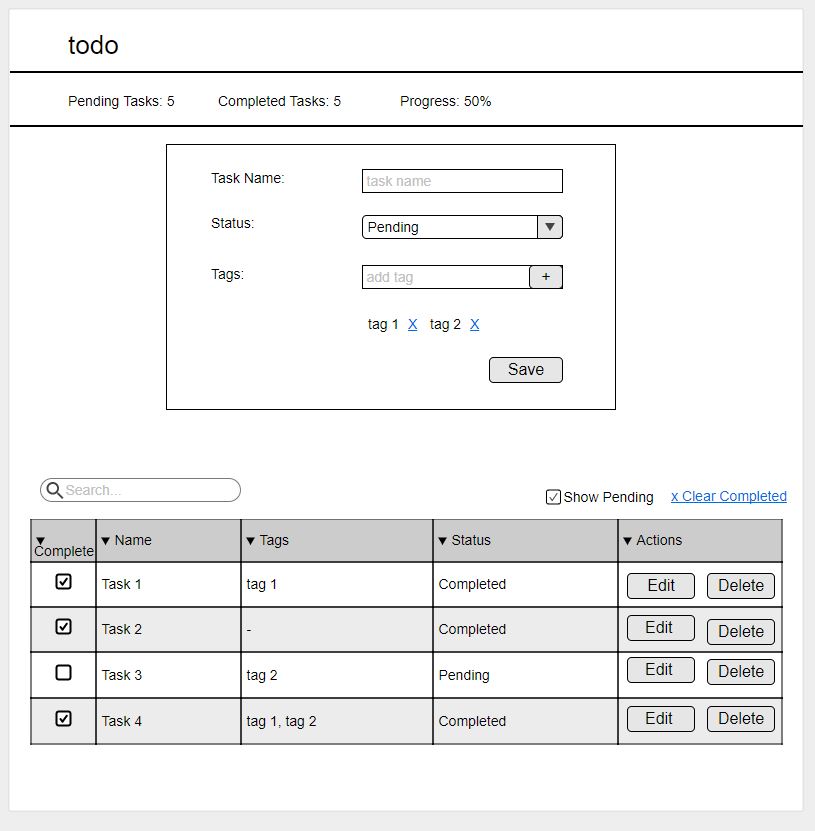 todo
Pending Tasks: 5 Completed Tasks: 5 Progress: 50%
Task Name: task name
Status: Pending
Tags: add tag +
tag 1 X tag 2 X
Save
Search... Show Pending x Clear Completed
Complete Name Tags Status Actions
Task 1 tag 1 Completed Edit Delete
Task 2 - Completed Edit Delete
Task 3 tag 2 Pending Edit Delete
Task 4 tag 1, tag 2 Completed Edit Delete